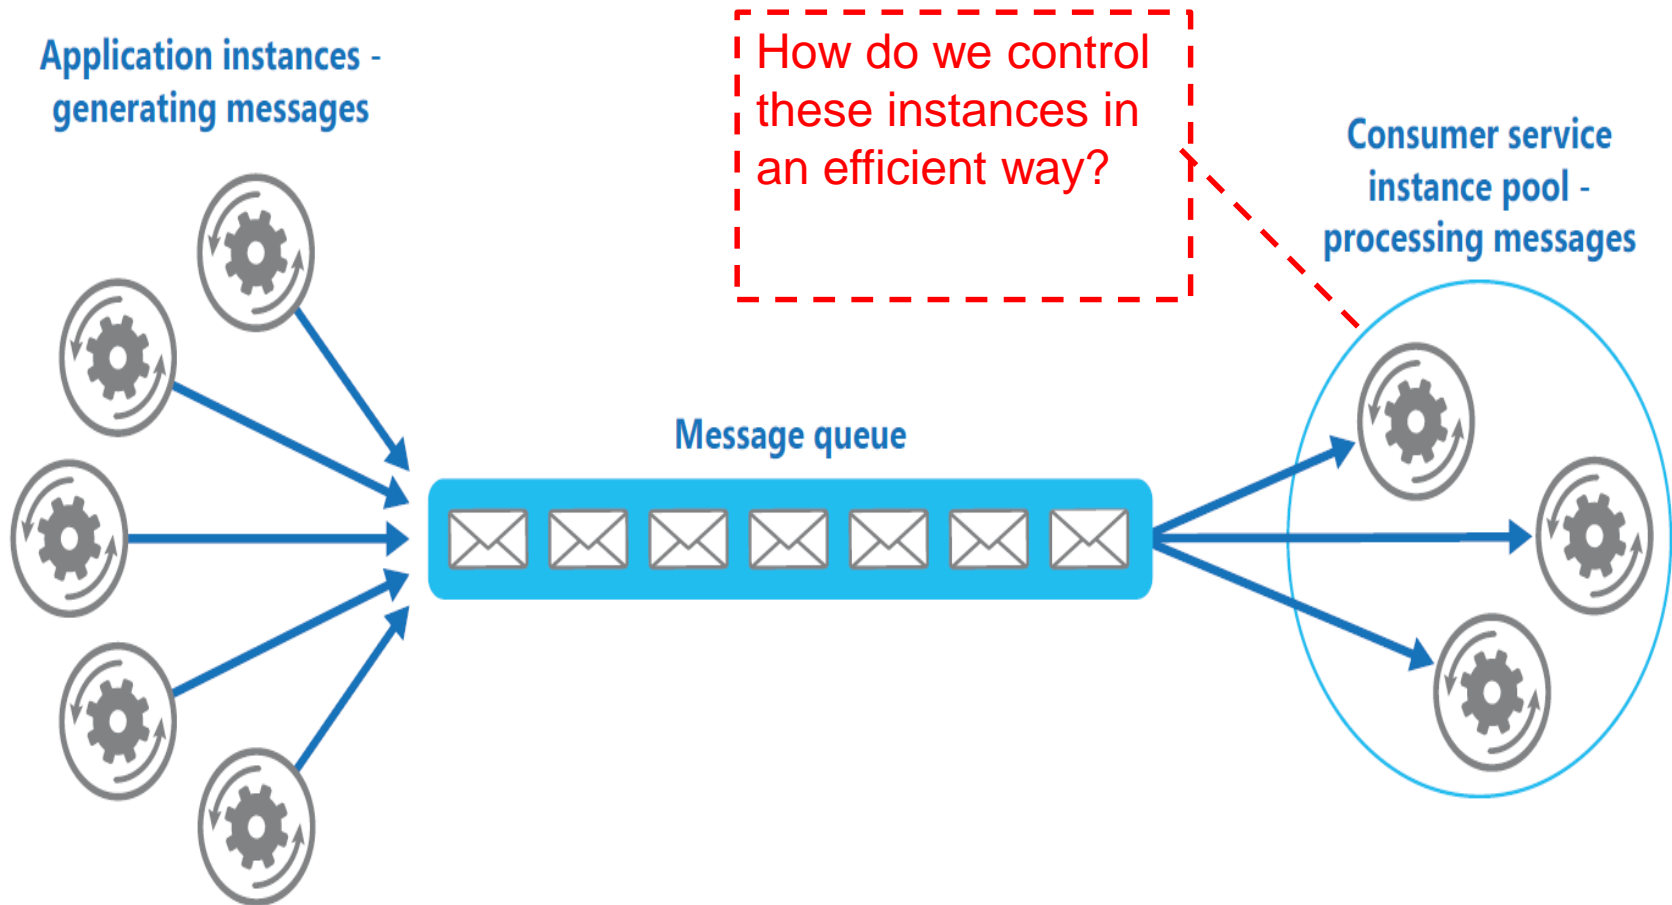 Application instances -
generating messages
How do we control
these instances in
an efficient way?
Consumer service
instance pool -
processing messages
Message queue